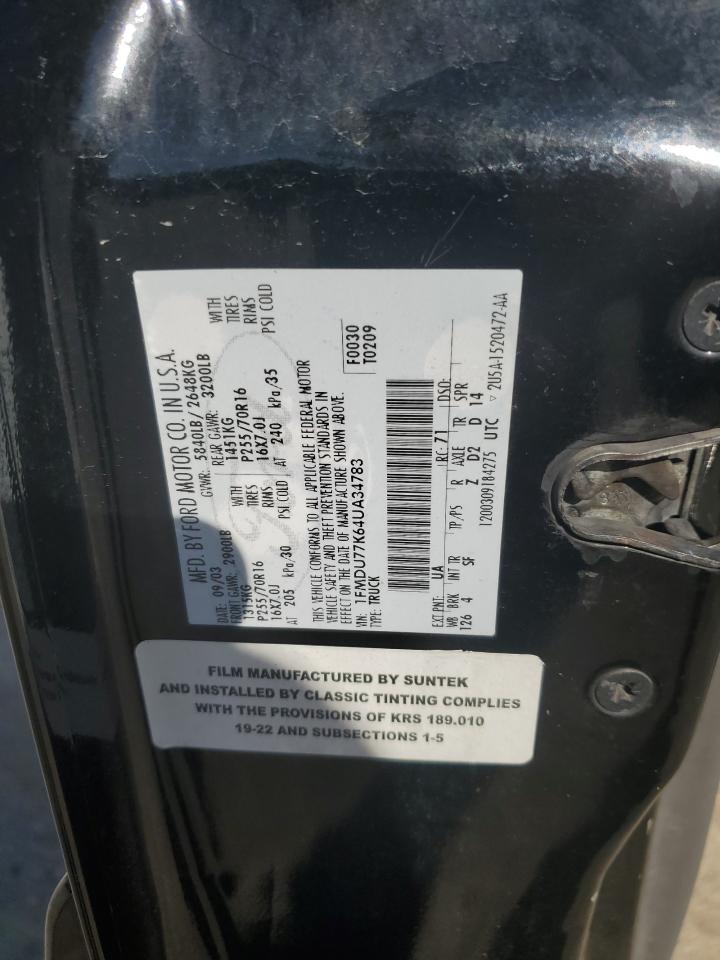 MFD. BY FORD MOTOR CO. IN U.S.A.
DATE: 09/03 GVWR: 5840LB / 2648KG
FRONT GAWR: 2900LB REAR GAWR: 3200LB
1315KG WITH 1451KG WITH
P255/70R16 TIRES P255/70R16 TIRES
16X7.0J RIMS 16X7.0J RIMS
AT 205 kPa/30 PSI COLD AT 240 kPa/35 PSI COLD
THIS VEHICLE CONFORMS TO ALL APPLICABLE FEDERAL MOTOR
VEHICLE SAFETY AND THEFT PREVENTION STANDARDS IN
EFFECT ON THE DATE OF MANUFACTURE SHOWN ABOVE.
VIN: 1FMDU77K64UA34783
TYPE: TRUCK
F0030
T0209
EXT PNT: UA RC: 71 DSO:
WB BRK INT TR TP/PS R AXLE TR SPR
126 4 SF Z D2 D 14
1200309184275 UTC ▽ 2U5A-1520472-AA
FILM MANUFACTURED BY SUNTEK
AND INSTALLED BY CLASSIC TINTING COMPLIES
WITH THE PROVISIONS OF KRS 189.010
19-22 AND SUBSECTIONS 1-5